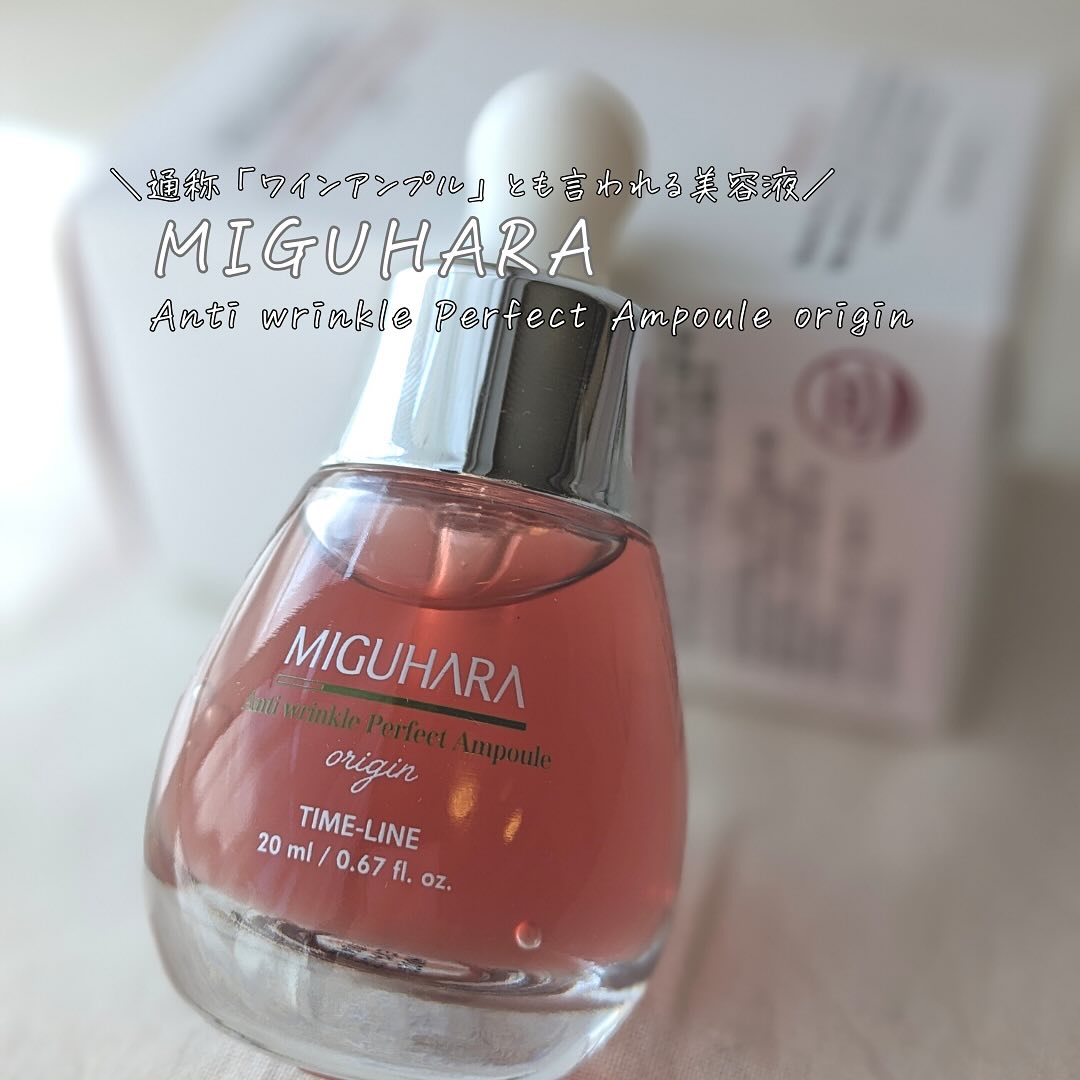 ＼通称「ワインアンプル」とも言われる美容液／
MIGUHARA
Anti wrinkle Perfect Ampoule origin
MIGUHARA
Anti wrinkle Perfect Ampoule
origin
TIME-LINE
20 ml / 0.67 fl. oz.